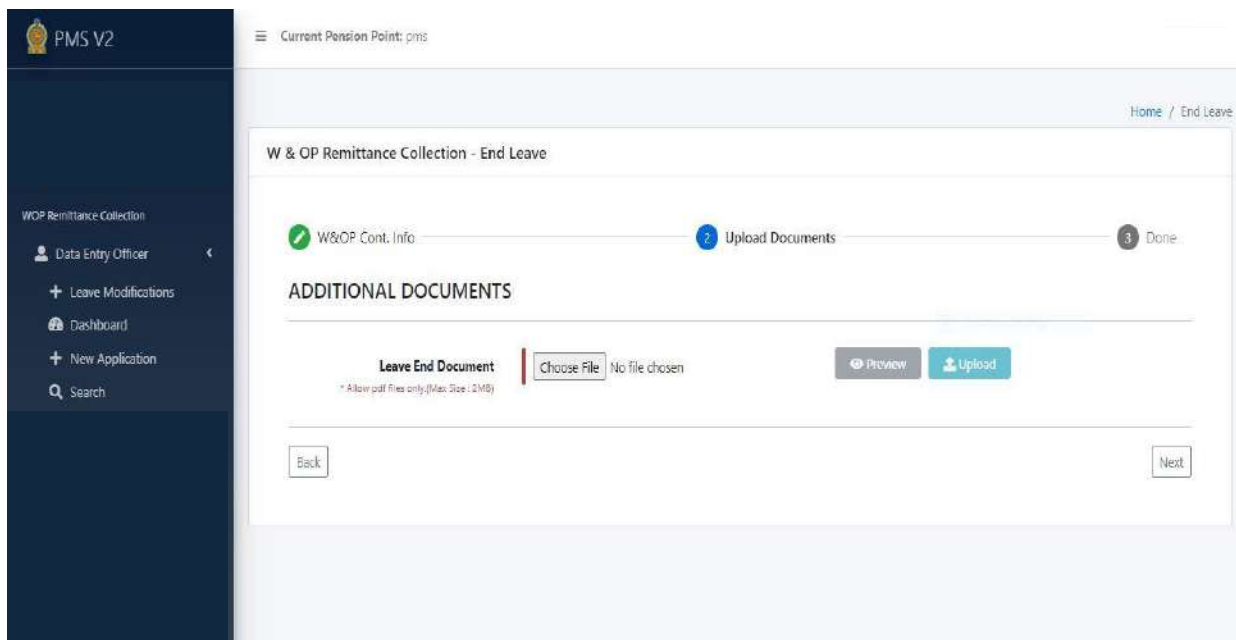 PMS V2
Current Pension Point: pms
Home / End Leave
W & OP Remittance Collection - End Leave
WOP Remittance Collection
Data Entry Officer
Leave Modifications
Dashboard
New Application
Search
W&OP Cont. Info
2 Upload Documents
3 Done
ADDITIONAL DOCUMENTS
Leave End Document
* Allow pdf files only.(Max Size : 2MB)
Choose File No file chosen
Preview
Upload
Back
Next